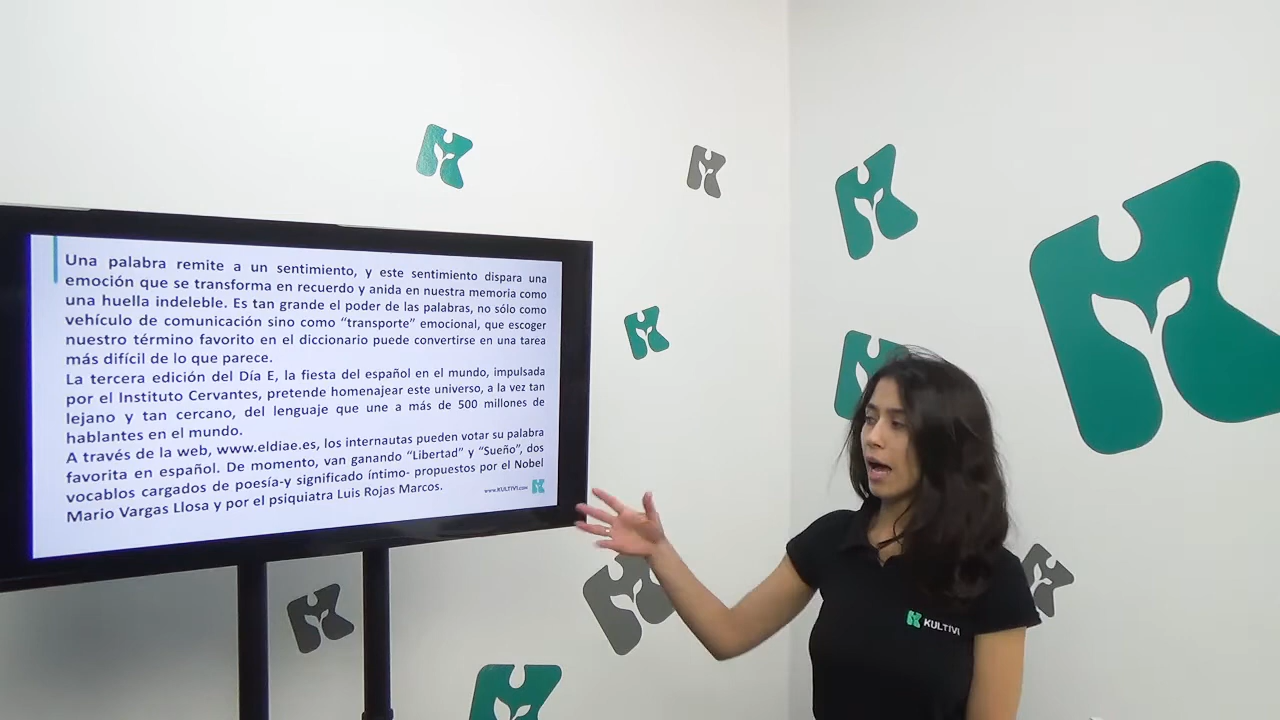 Una palabra remite a un sentimiento, y este sentimiento dispara una
emoción que se transforma en recuerdo y anida en nuestra memoria como
una huella indeleble. Es tan grande el poder de las palabras, no sólo como
vehículo de comunicación sino como “transporte” emocional, que escoger
nuestro término favorito en el diccionario puede convertirse en una tarea
más difícil de lo que parece.
La tercera edición del Día E, la fiesta del español en el mundo, impulsada
por el Instituto Cervantes, pretende homenajear este universo, a la vez tan
lejano y tan cercano, del lenguaje que une a más de 500 millones de
hablantes en el mundo.
A través de la web, www.eldiae.es, los internautas pueden votar su palabra
favorita en español. De momento, van ganando “Libertad” y “Sueño”, dos
vocablos cargados de poesía-y significado íntimo- propuestos por el Nobel
Mario Vargas Llosa y por el psiquiatra Luis Rojas Marcos.
www.KULTIVI.com
KULTIVI